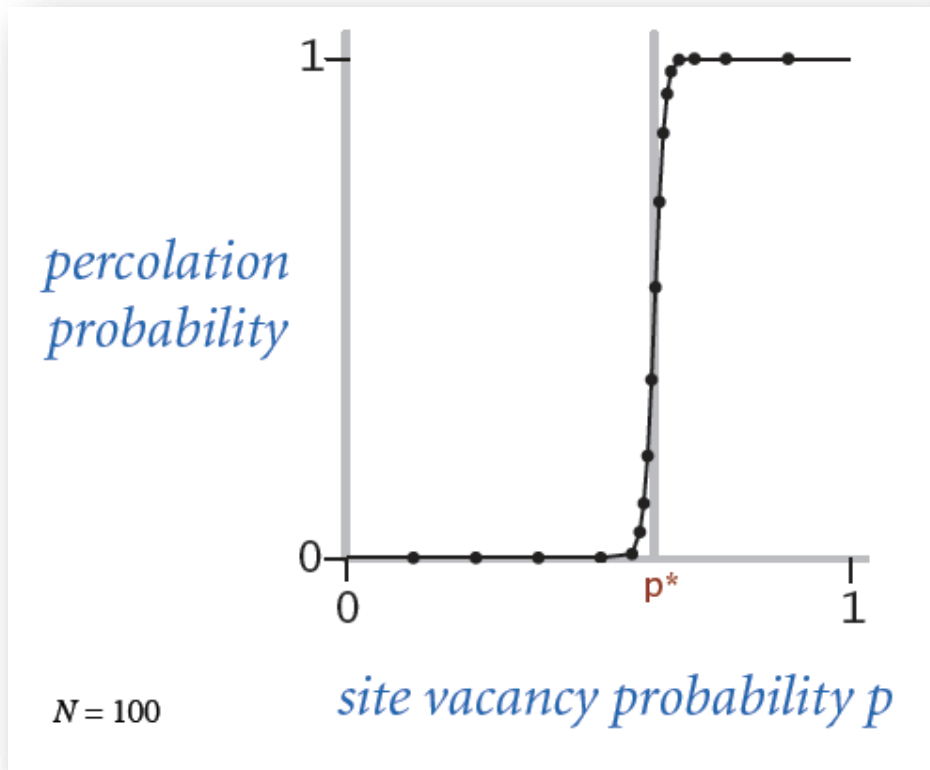 1
percolation
probability
0
p*
0
1
site vacancy probability p
N = 100